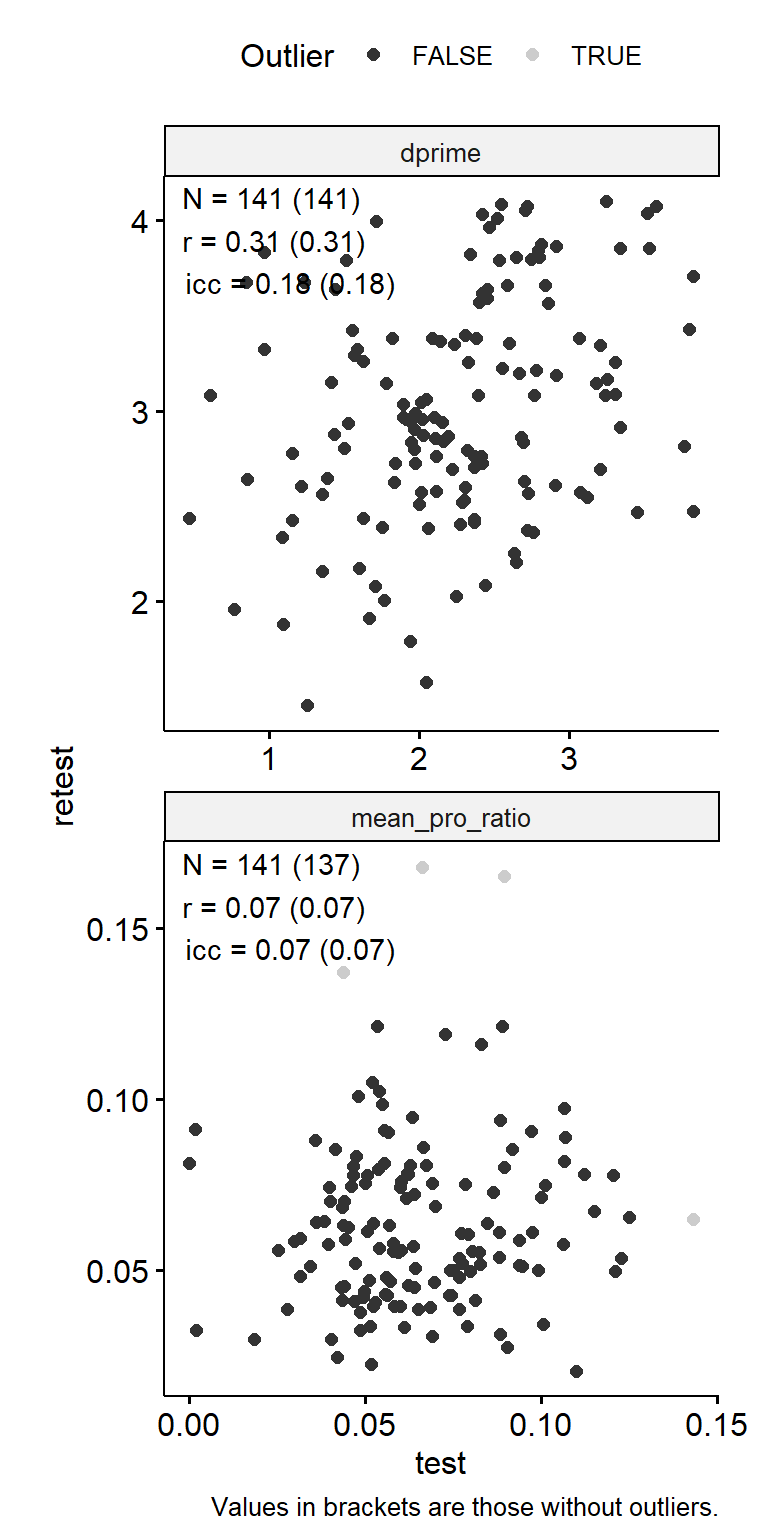 Outlier FALSE TRUE
dprime
N = 141 (141)
r = 0.31 (0.31)
icc = 0.18 (0.18)
4
3
2
1 2 3
retest
mean_pro_ratio
N = 141 (137)
r = 0.07 (0.07)
icc = 0.07 (0.07)
0.15
0.10
0.05
0.00 0.05 0.10 0.15
test
Values in brackets are those without outliers.